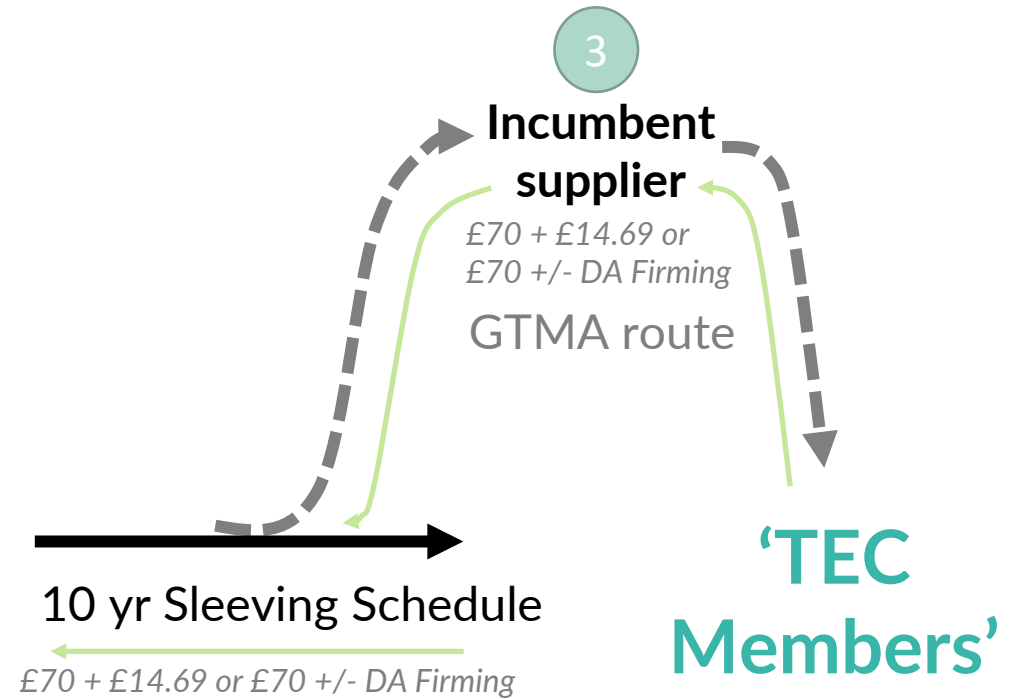 3
Incumbent
supplier
£70 + £14.69 or
£70 +/- DA Firming
GTMA route
10 yr Sleeving Schedule
£70 + £14.69 or £70 +/- DA Firming
‘TEC
Members’